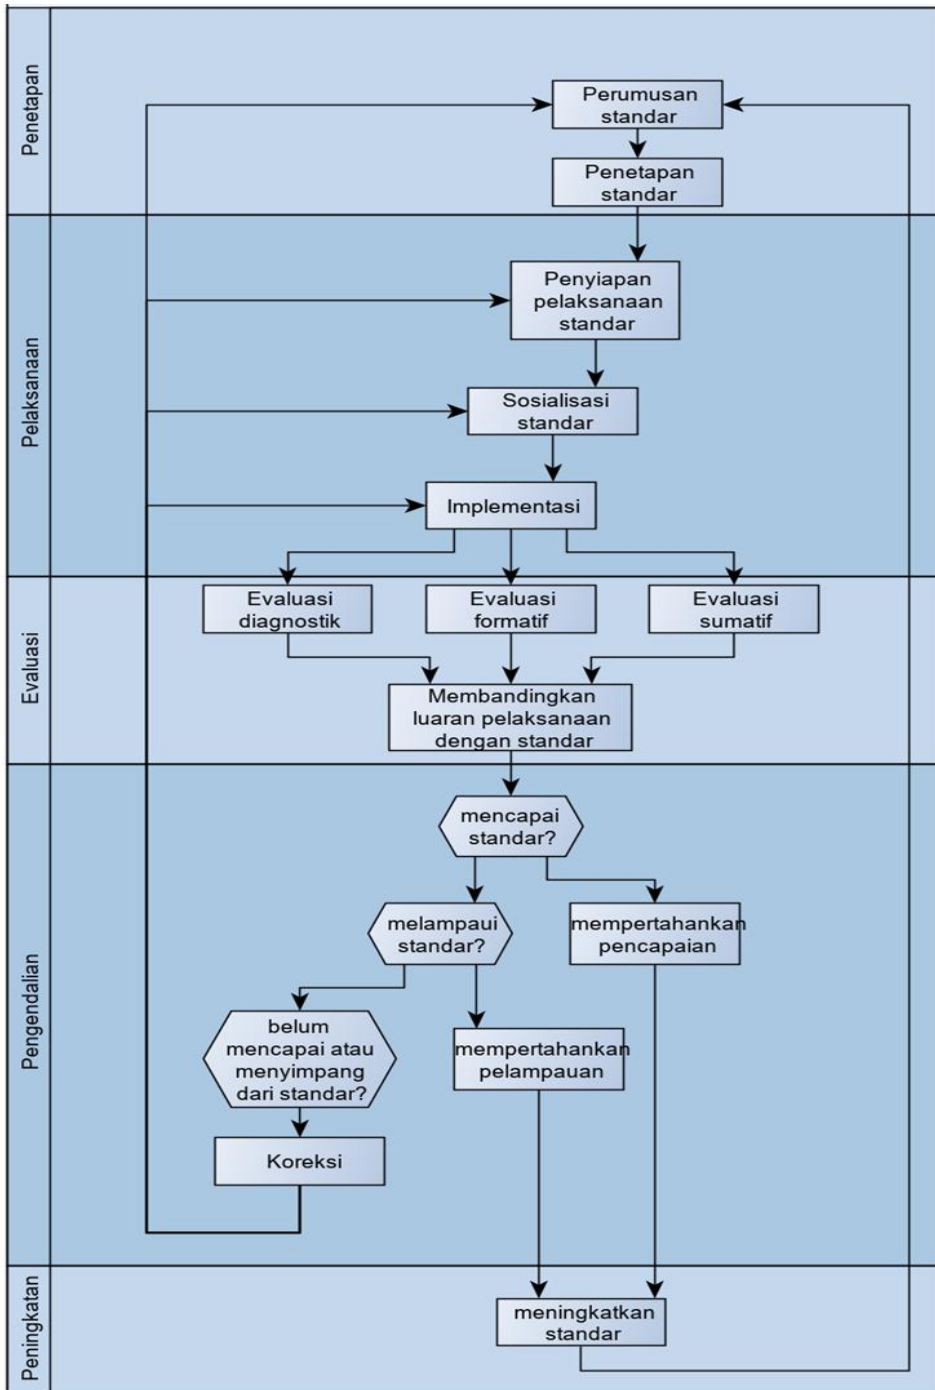 Penetapan
Perumusan
standar
Penetapan
standar
Pelaksanaan
Penyiapan
pelaksanaan
standar
Sosialisasi
standar
Implementasi
Evaluasi
Evaluasi
diagnostik
Evaluasi
formatif
Evaluasi
sumatif
Membandingkan
luaran pelaksanaan
dengan standar
Pengendalian
mencapai
standar?
melampaui
standar?
mempertahankan
pencapaian
belum
mencapai atau
menyimpang
dari standar?
mempertahankan
pelampauan
Koreksi
Peningkatan
meningkatkan
standar